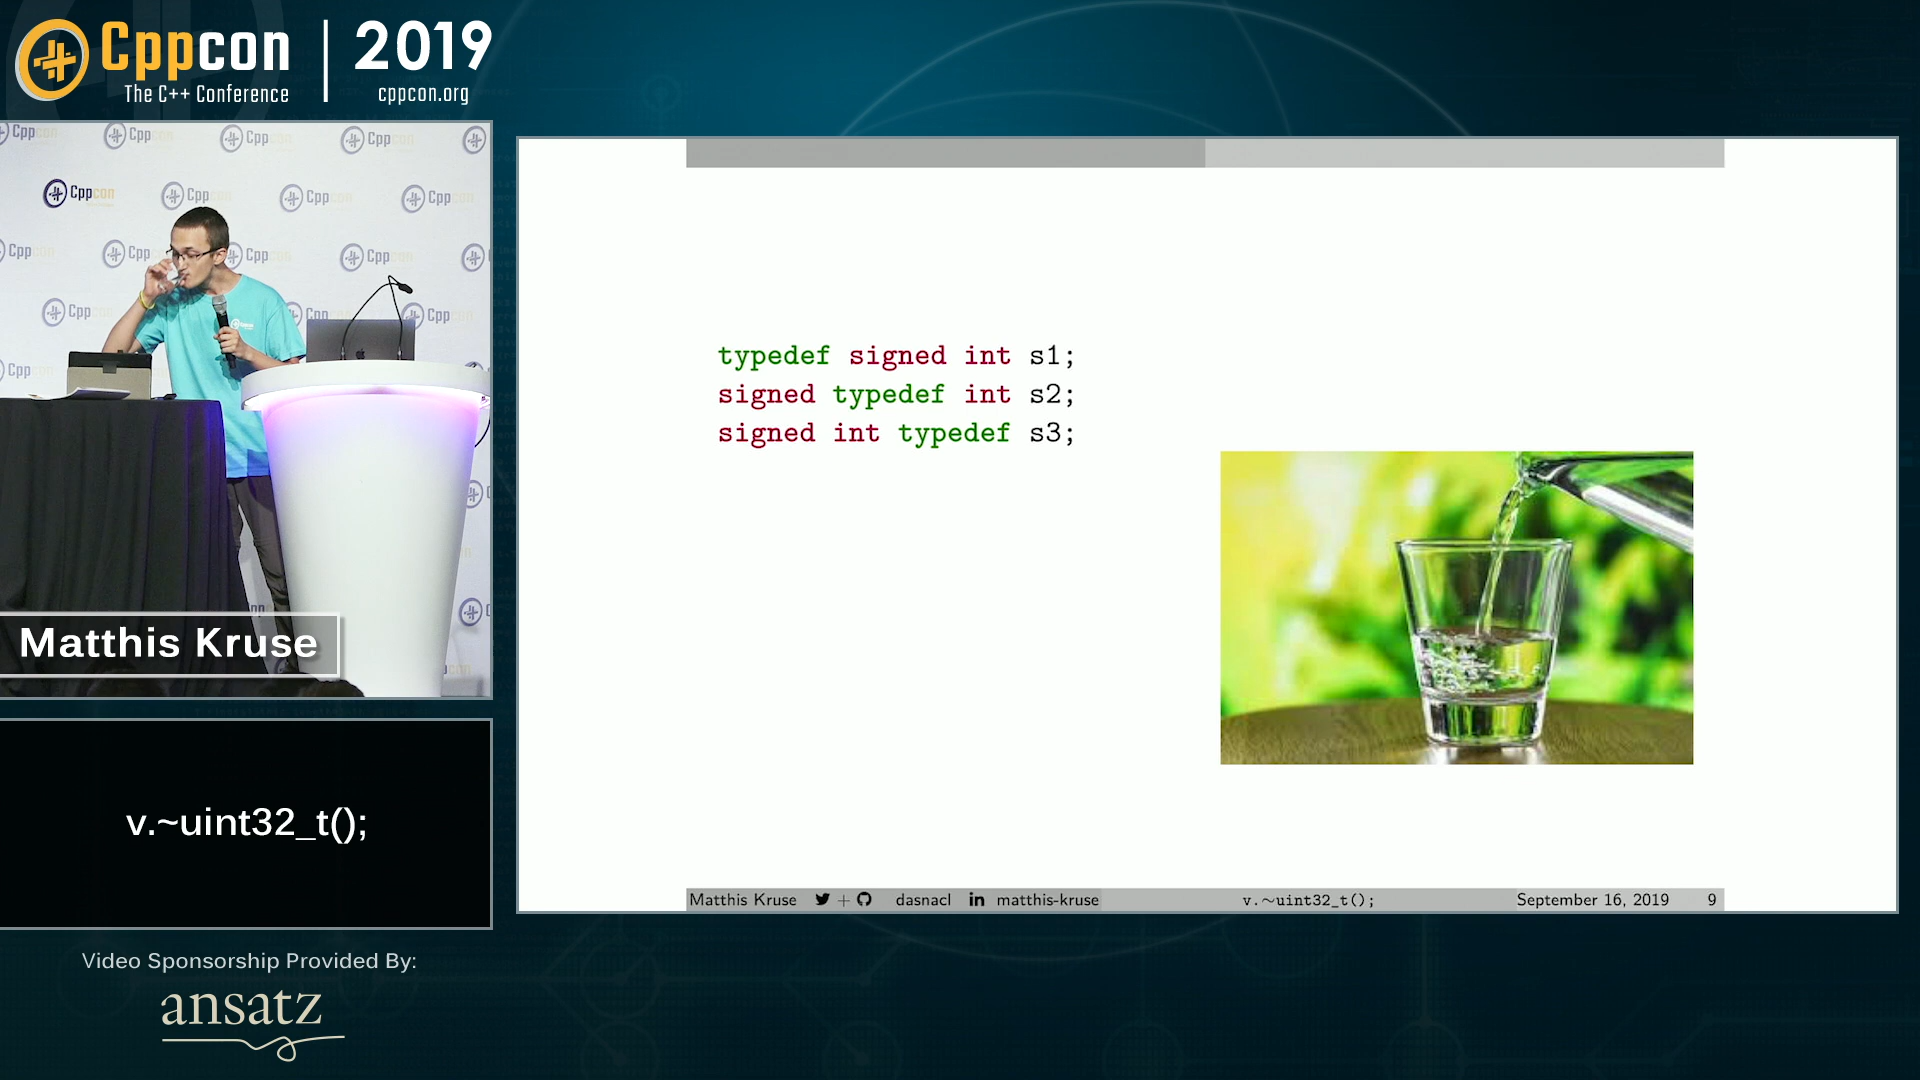 Cppcon
The C++ Conference
2019
cppcon.org
Matthis Kruse
v.~uint32_t();
Video Sponsorship Provided By:
ansatz
typedef signed int s1;
signed typedef int s2;
signed int typedef s3;
Matthis Kruse + dasnacl in matthis-kruse v.~uint32_t(); September 16, 2019 9